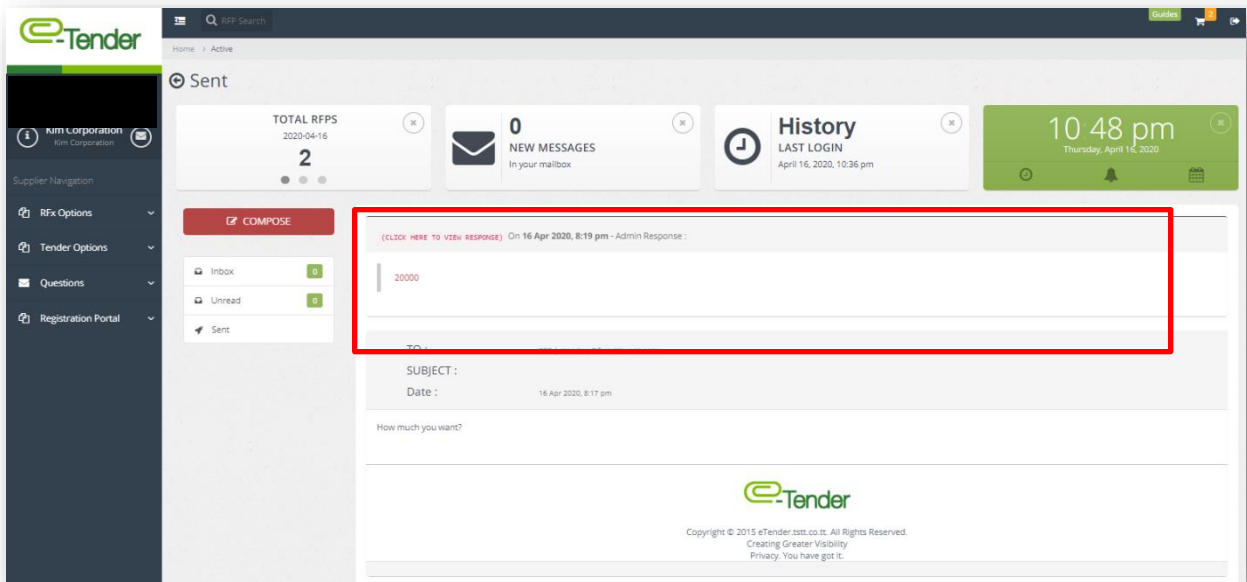 e-Tender
RFP Search
Guides
2
Home > Active
Sent
Kim Corporation
Kim Corporation
Supplier Navigation
RFx Options
Tender Options
Questions
Registration Portal
TOTAL RFPS
2020-04-16
2
0
NEW MESSAGES
In your mailbox
History
LAST LOGIN
April 16, 2020, 10:36 pm
10:48 pm
Thursday, April 16, 2020
COMPOSE
Inbox 0
Unread 0
Sent
(CLICK HERE TO VIEW RESPONSE) On 16 Apr 2020, 8:19 pm - Admin Response :
20000
TO :
SUBJECT :
Date : 16 Apr 2020, 8:17 pm
How much you want?
e-Tender
Copyright © 2015 eTender.tstt.co.tt. All Rights Reserved.
Creating Greater Visibility
Privacy. You have got it.